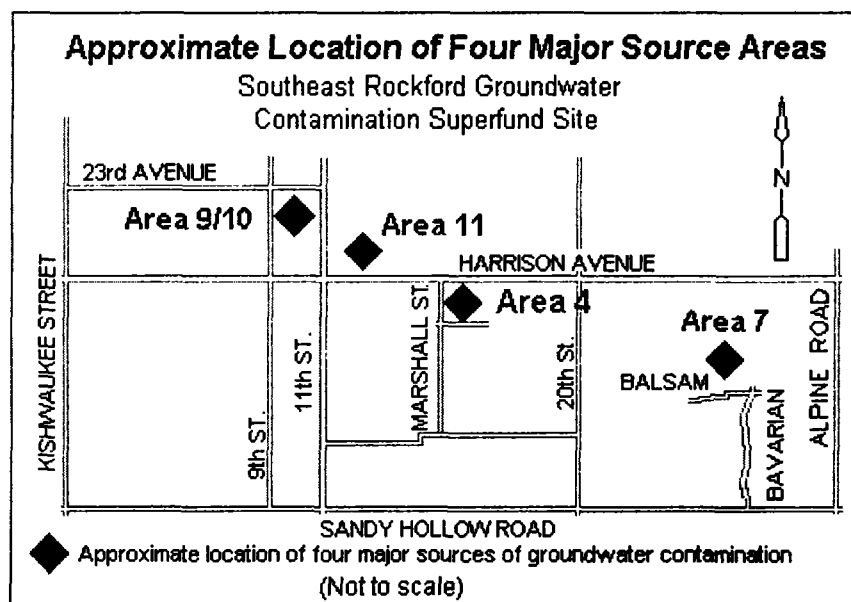 Approximate Location of Four Major Source Areas
Southeast Rockford Groundwater
Contamination Superfund Site
23rd AVENUE
N
Area 9/10
Area 11
HARRISON AVENUE
KISHWAUKEE STREET
9th ST.
11th ST.
MARSHALL ST.
Area 4
20th St.
Area 7
BALSAM
BAVARIAN
ALPINE ROAD
SANDY HOLLOW ROAD
Approximate location of four major sources of groundwater contamination
(Not to scale)